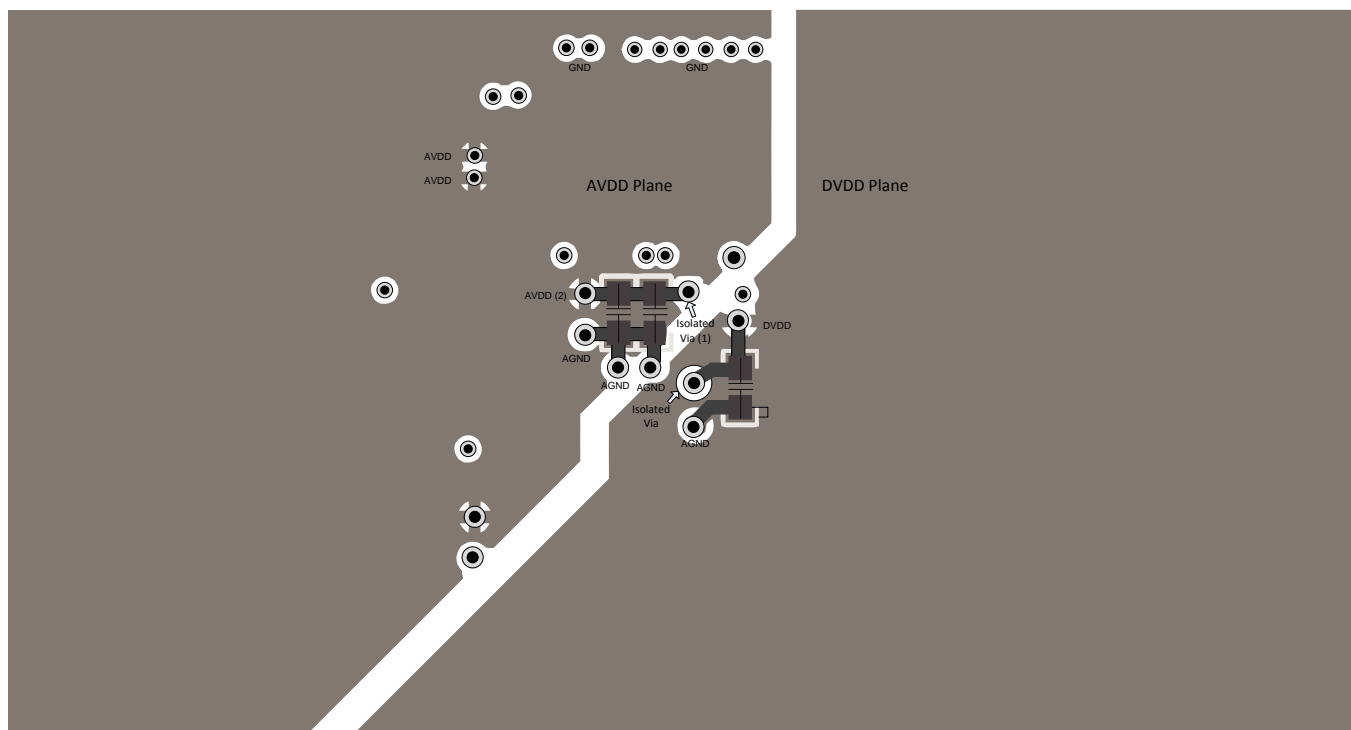 GND
GND
AVDD
AVDD
AVDD Plane
DVDD Plane
AVDD (2)
Isolated
Via (1)
DVDD
AGND
AGND
AGND
Isolated
Via
AGND